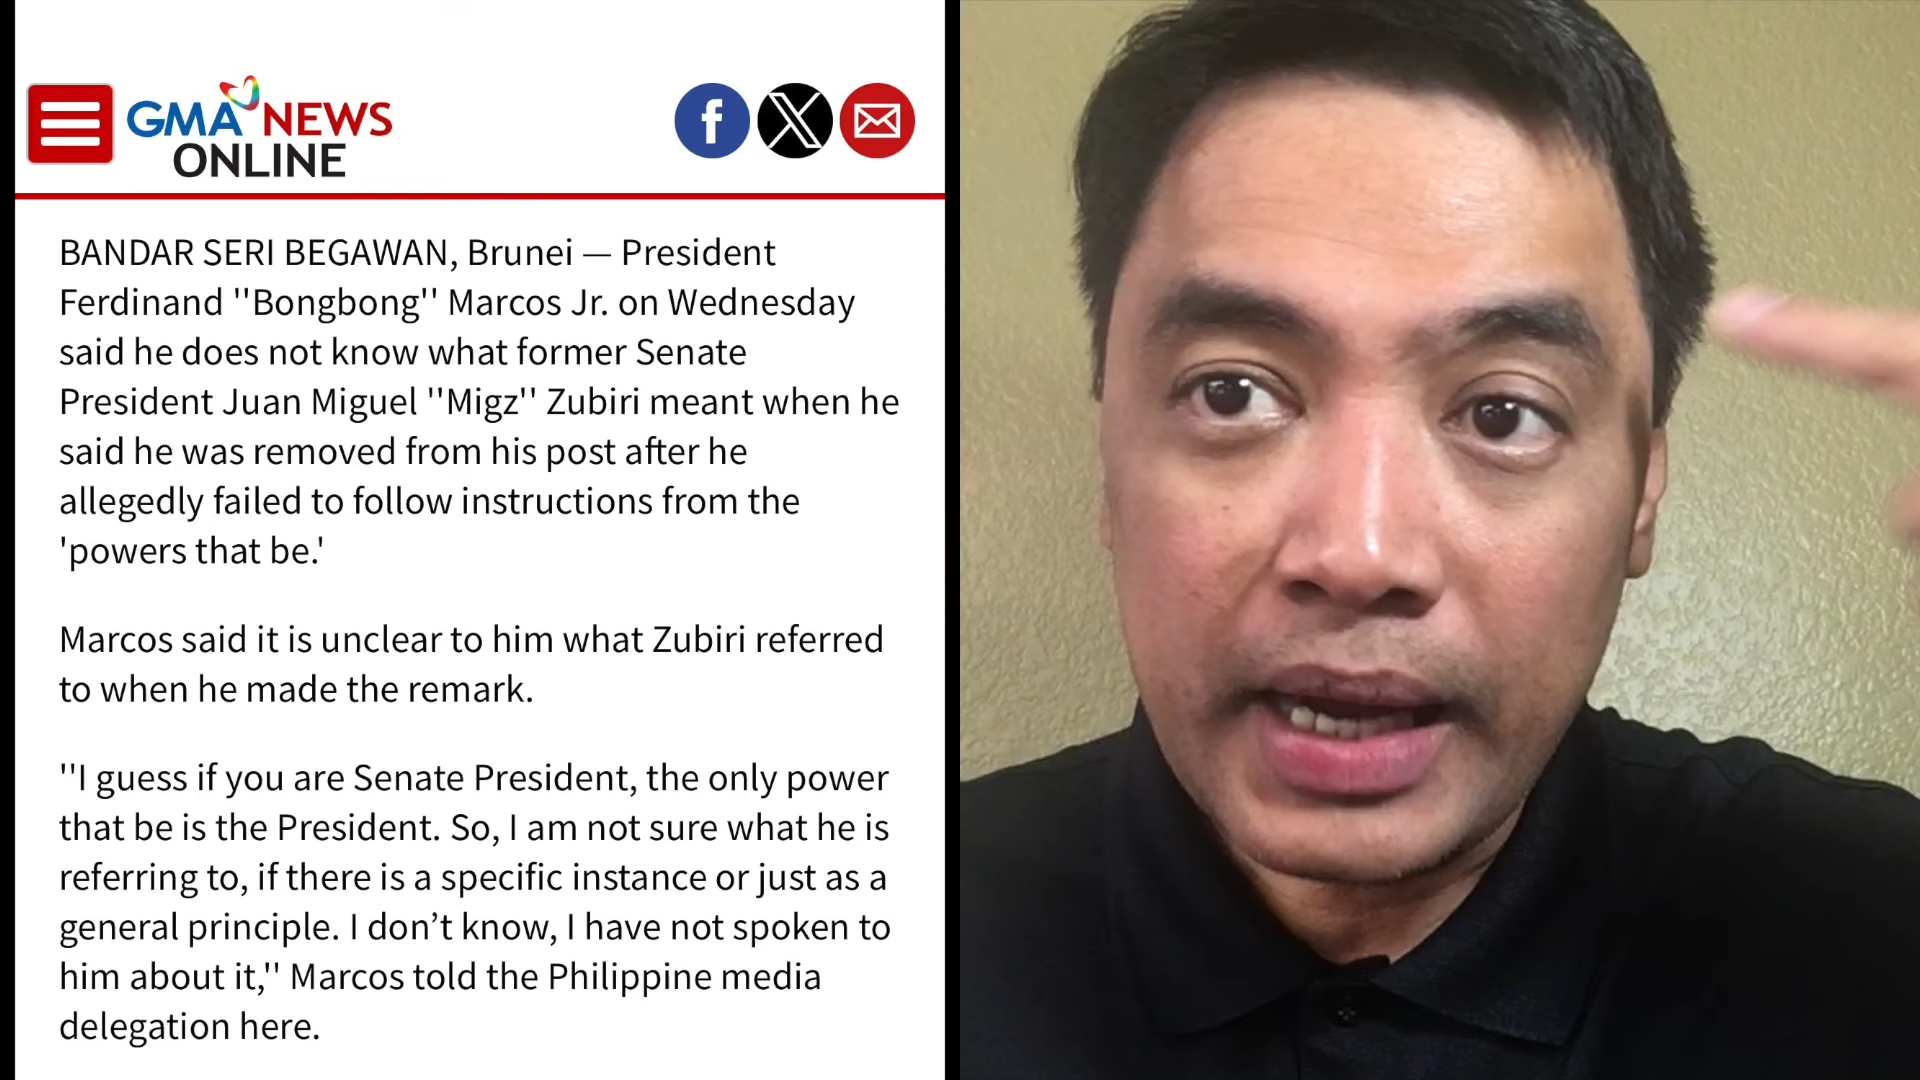 GMA NEWS
ONLINE
BANDAR SERI BEGAWAN, Brunei — President
Ferdinand ''Bongbong'' Marcos Jr. on Wednesday
said he does not know what former Senate
President Juan Miguel ''Migz'' Zubiri meant when he
said he was removed from his post after he
allegedly failed to follow instructions from the
'powers that be.'
Marcos said it is unclear to him what Zubiri referred
to when he made the remark.
''I guess if you are Senate President, the only power
that be is the President. So, I am not sure what he is
referring to, if there is a specific instance or just as a
general principle. I don’t know, I have not spoken to
him about it,'' Marcos told the Philippine media
delegation here.